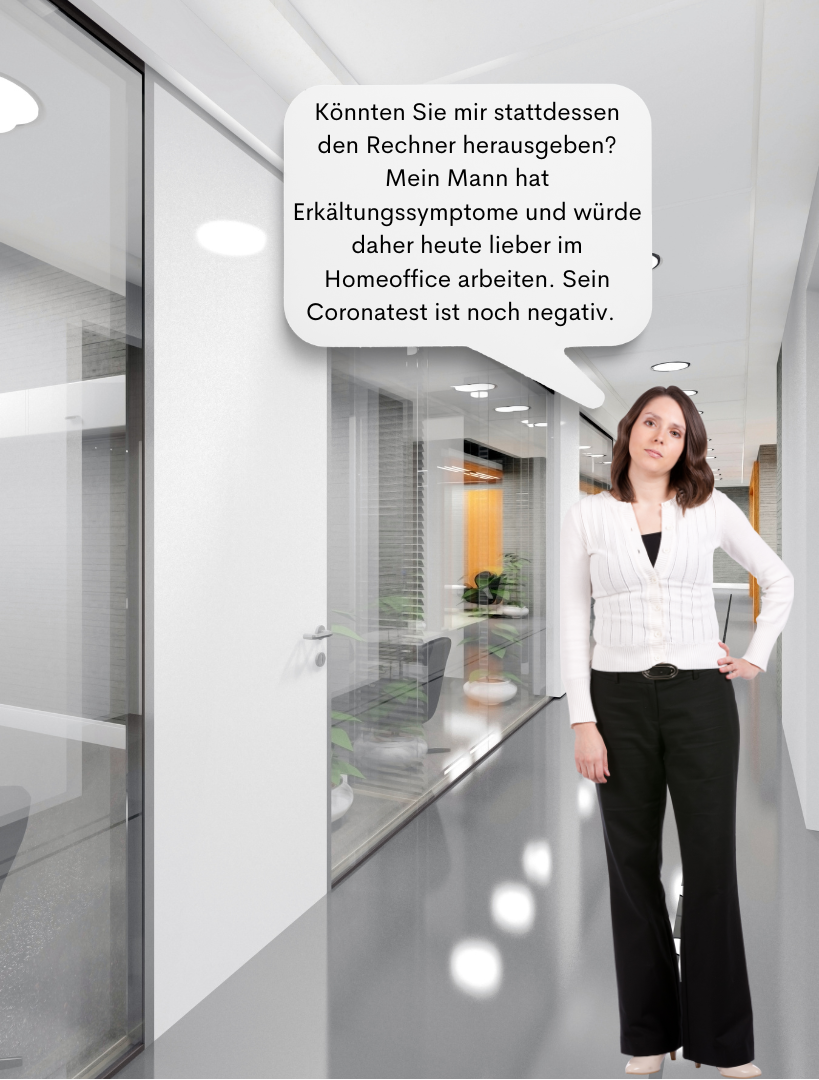 Könnten Sie mir stattdessen
den Rechner herausgeben?
Mein Mann hat
Erkältungssymptome und würde
daher heute lieber im
Homeoffice arbeiten. Sein
Coronatest ist noch negativ.